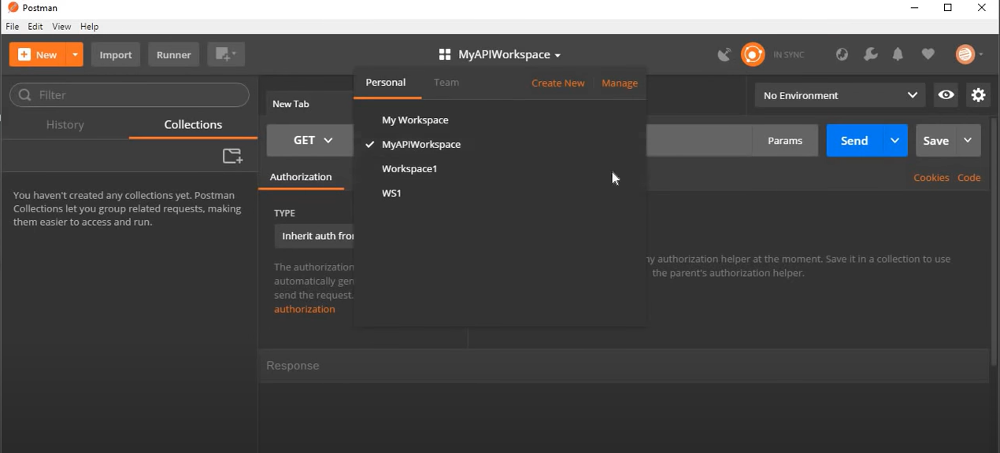 Postman
File Edit View Help
New Import Runner MyAPIWorkspace IN SYNC
Filter
History Collections
You haven't created any collections yet. Postman
Collections let you group related requests, making
them easier to access and run.
New Tab
Personal Team Create New Manage
My Workspace
MyAPIWorkspace
Workspace1
WS1
No Environment
GET Params Send Save
Authorization Cookies Code
TYPE
Inherit auth
The authorization
automatically
send the request.
authorization
authorization helper at the moment. Save it in a collection to use
the parent's authorization helper.
Response